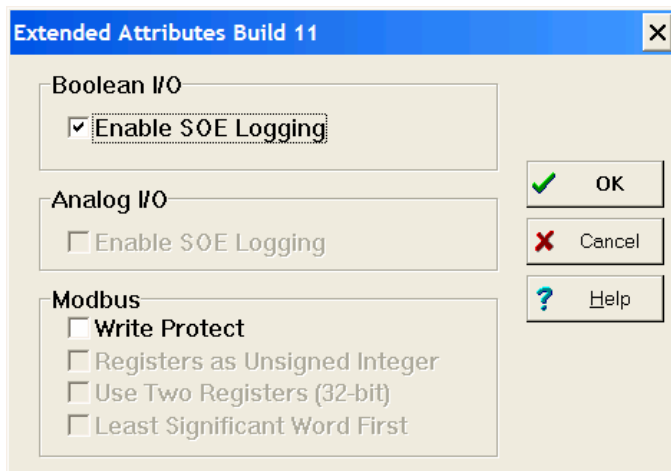 Extended Attributes Build 11
Boolean I/O
Enable SOE Logging
Analog I/O
Enable SOE Logging
Modbus
Write Protect
Registers as Unsigned Integer
Use Two Registers (32-bit)
Least Significant Word First
OK
Cancel
Help